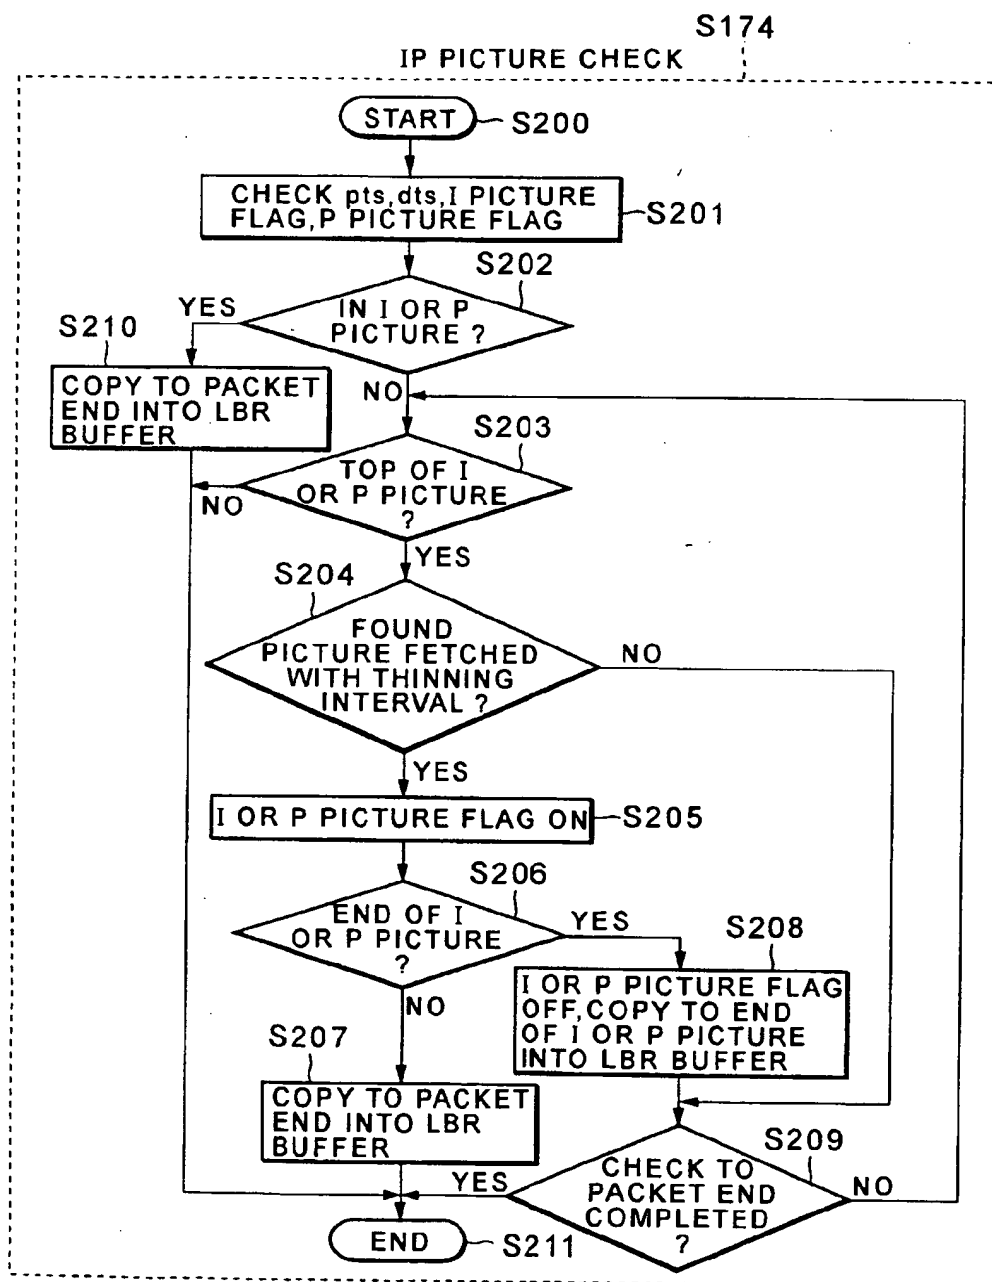 S174
IP PICTURE CHECK
START
S200
CHECK pts,dts,I PICTURE
FLAG,P PICTURE FLAG
S201
S202
IN I OR P
PICTURE ?
YES
S210
COPY TO PACKET
END INTO LBR
BUFFER
NO
S203
TOP OF I
OR P PICTURE
?
NO
YES
S204
FOUND
PICTURE FETCHED
WITH THINNING
INTERVAL ?
NO
YES
I OR P PICTURE FLAG ON
S205
S206
END OF I
OR P PICTURE
?
YES
S208
I OR P PICTURE FLAG
OFF,COPY TO END
OF I OR P PICTURE
INTO LBR BUFFER
NO
S207
COPY TO PACKET
END INTO LBR
BUFFER
S209
CHECK TO
PACKET END
COMPLETED
?
YES
NO
END
S211